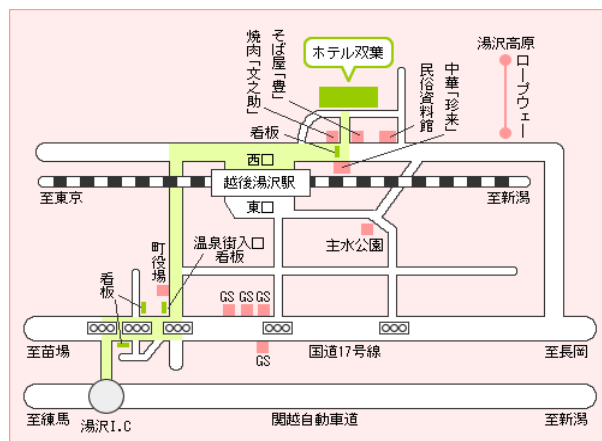 ホテル双葉
湯沢高原
ロープウェー
そば屋「豊」
焼肉「文之助」
中華「珍来」
民俗資料館
看板
西口
越後湯沢駅
至東京
至新潟
東口
主水公園
町役場
温泉街入口
看板
看板
GS GS GS
GS
至苗場
国道17号線
至長岡
至練馬
湯沢I.C
関越自動車道
至新潟